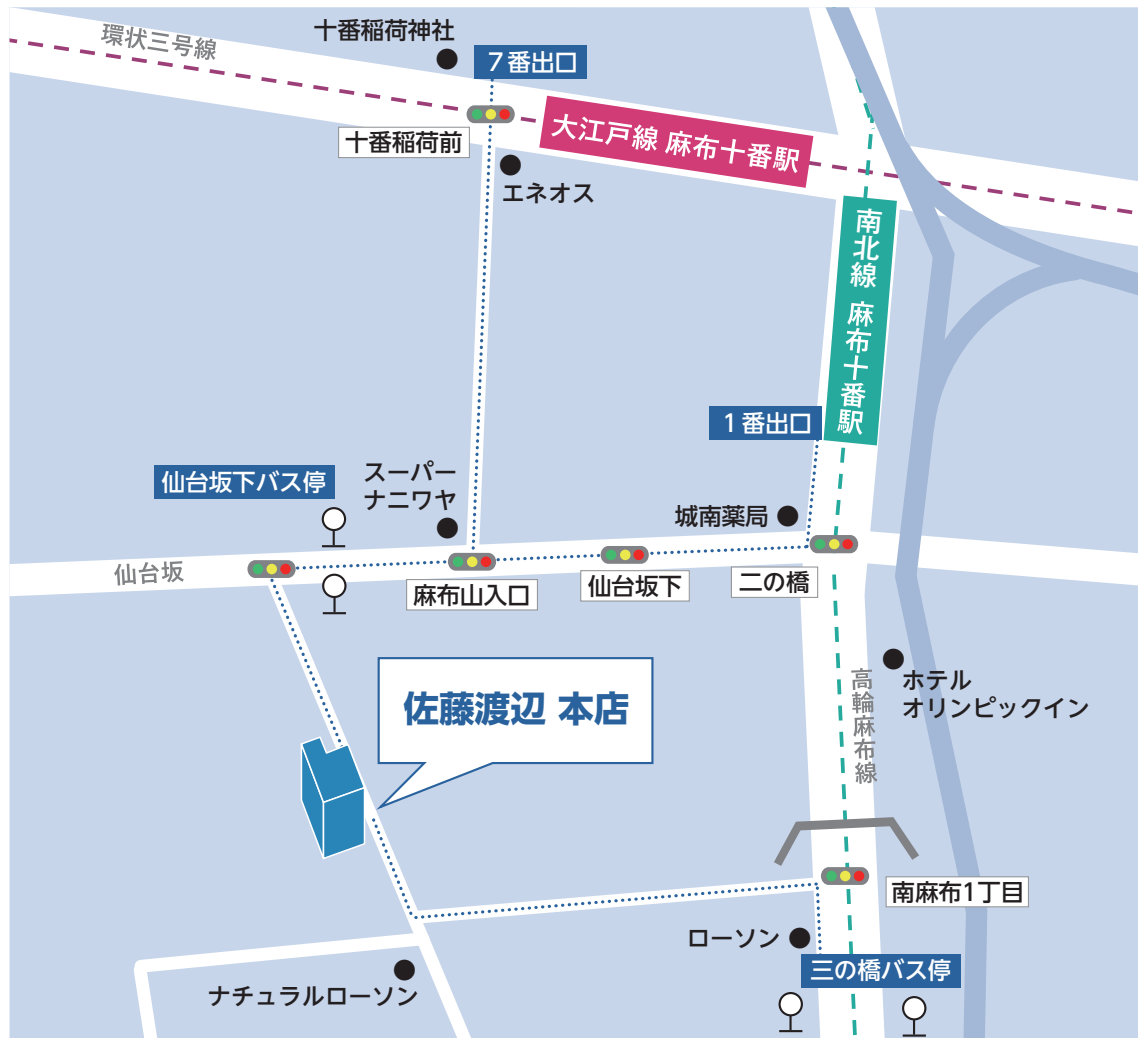 十番稲荷神社
環状三号線
7番出口
十番稲荷前
大江戸線 麻布十番駅
エネオス
南北線 麻布十番駅
1番出口
仙台坂下バス停
スーパー
ナニワヤ
城南薬局
仙台坂
麻布山入口
仙台坂下
二の橋
佐藤渡辺 本店
ホテル
オリンピックイン
高輪麻布線
南麻布1丁目
ローソン
三の橋バス停
ナチュラルローソン